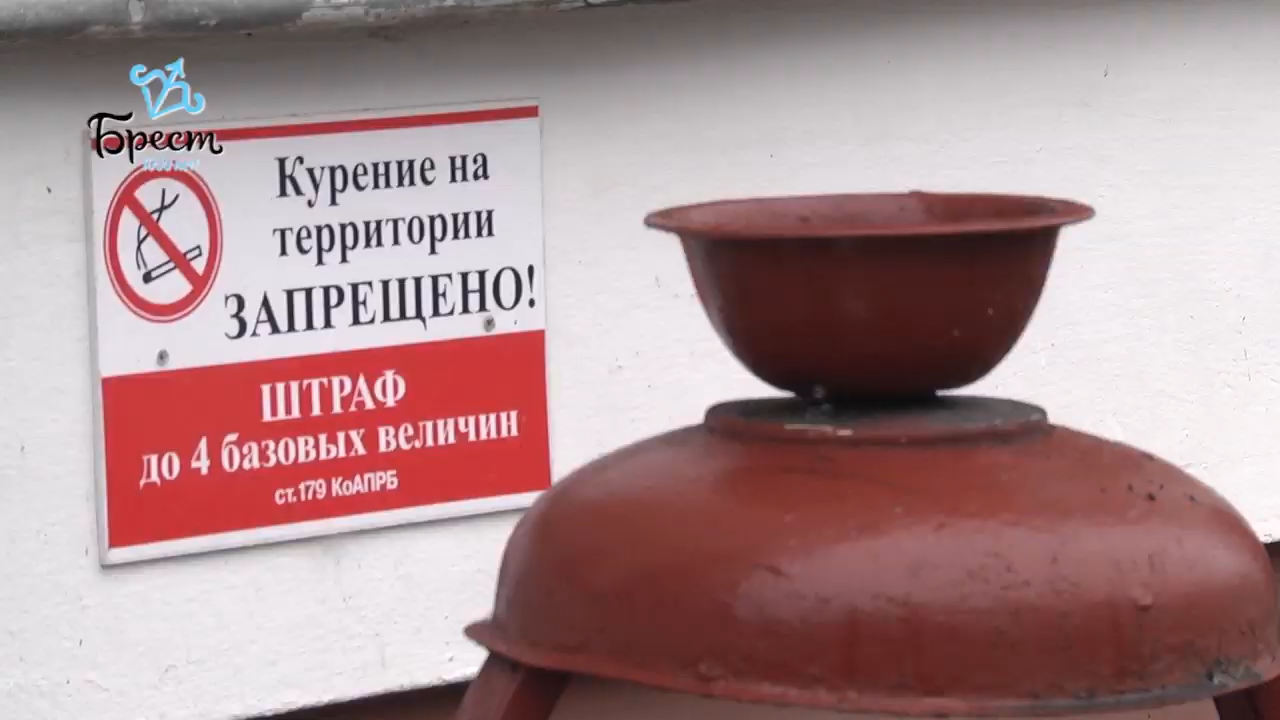 Брест
Курение на
территории
ЗАПРЕЩЕНО!
ШТРАФ
до 4 базовых величин
ст.179 КоАПРБ